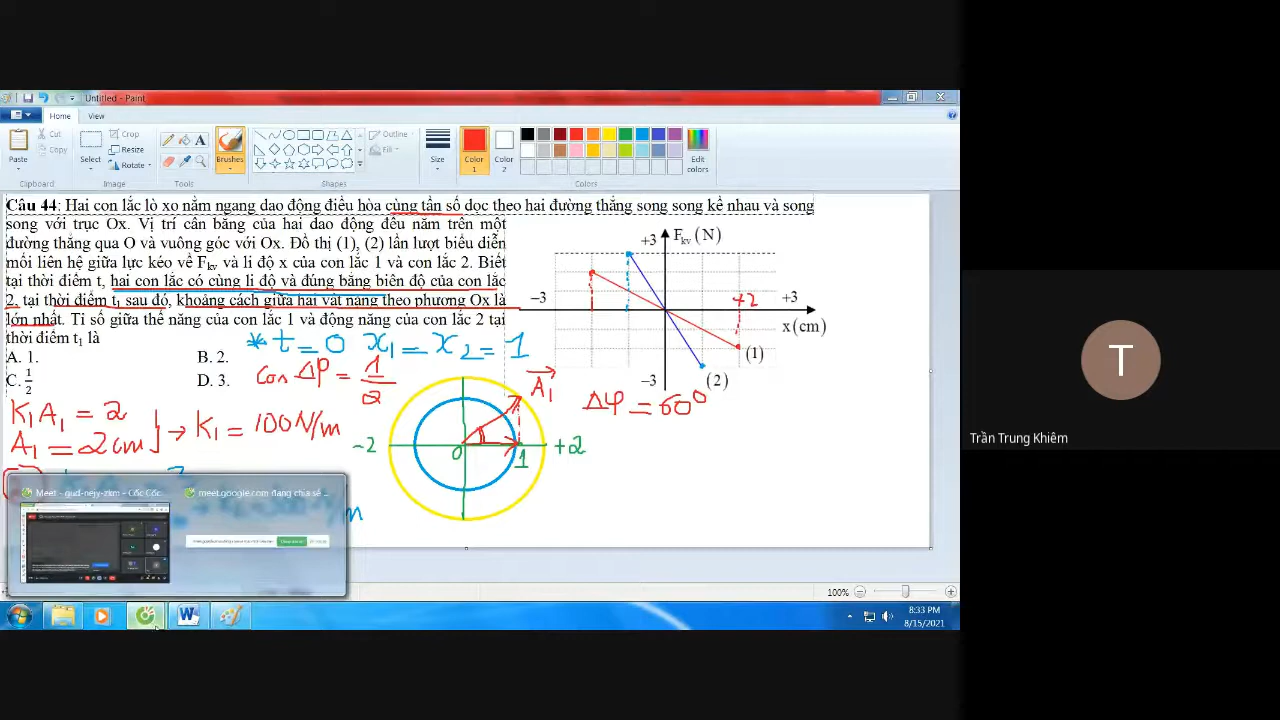 Untitled - Paint
Home
View
Cut
Copy
Paste
Clipboard
Crop
Resize
Rotate
Select
Image
Tools
Brushes
Shapes
Outline
Fill
Size
Color 1
Color 2
Edit colors
Colors
Câu 44: Hai con lắc lò xo nằm ngang dao động điều hòa cùng tần số dọc theo hai đường thẳng song song kề nhau và song
song với trục Ox. Vị trí cân bằng của hai dao động đều nằm trên một
đường thẳng qua O và vuông góc với Ox. Đồ thị (1), (2) lần lượt biểu diễn
mối liên hệ giữa lực kéo về Fkv và li độ x của con lắc 1 và con lắc 2. Biết
tại thời điểm t, hai con lắc có cùng li độ và đúng bằng biên độ của con lắc
2, tại thời điểm t₁ sau đó, khoảng cách giữa hai vật nặng theo phương Ox là
lớn nhất. Tỉ số giữa thế năng của con lắc 1 và động năng của con lắc 2 tại
thời điểm t₁ là
A. 1.
B. 2.
C. 1/2
D. 3.
+3 Fkv (N)
−3
+2
+3
x (cm)
(1)
−3
(2)
* t = 0 x₁ = x₂ = 1
cos Δφ = 1/2
K₁A₁ = 2
A₁ = 2cm
→ K₁ = 100N/m
A₁
Δφ = 60⁰
-2
0
1
+2
Meet - gud-nejy-zkm - Cốc Cốc
meet.google.com đang chia sẻ ...
T
Trần Trung Khiêm
100%
8:33 PM
8/15/2021